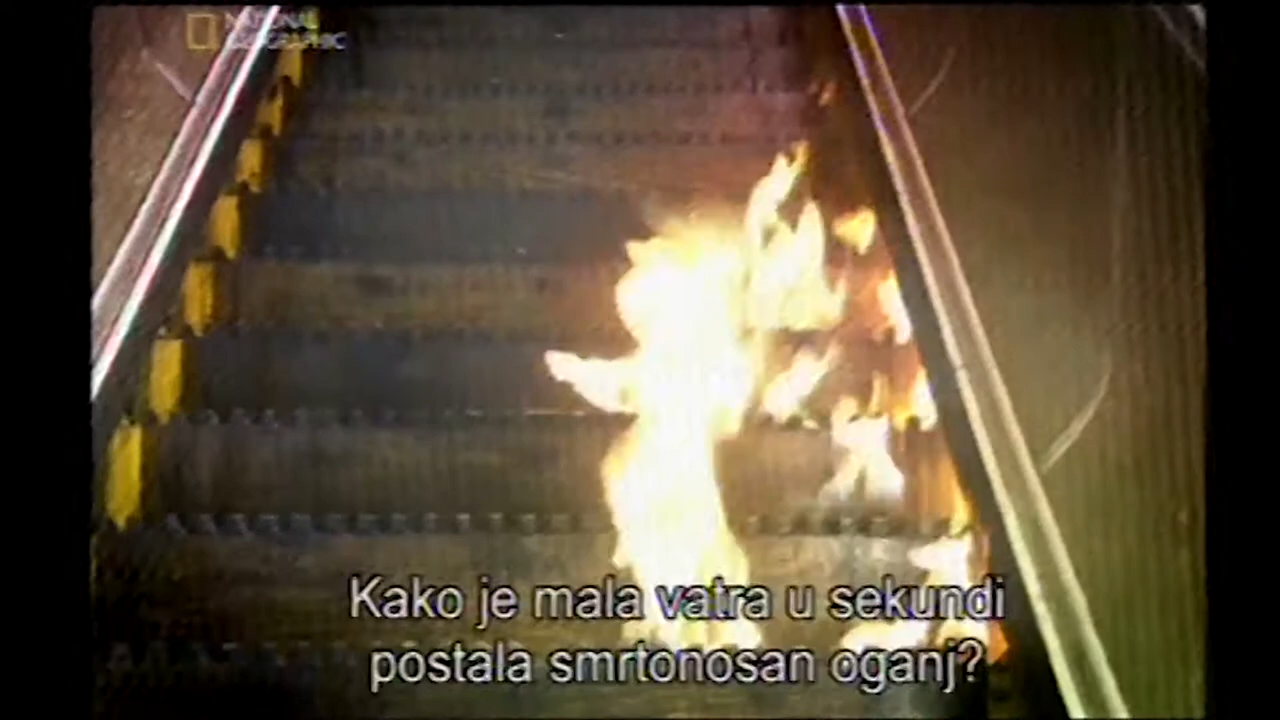 NATIONAL
GEOGRAPHIC
Kako je mala vatra u sekundi
postala smrtonosan oganj?